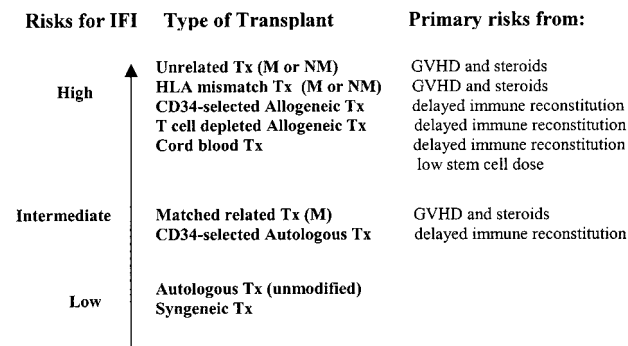 Risks for IFI Type of Transplant Primary risks from:
Unrelated Tx (M or NM) GVHD and steroids
High HLA mismatch Tx (M or NM) GVHD and steroids
CD34-selected Allogeneic Tx delayed immune reconstitution
T cell depleted Allogeneic Tx delayed immune reconstitution
Cord blood Tx delayed immune reconstitution
low stem cell dose
Intermediate Matched related Tx (M) GVHD and steroids
CD34-selected Autologous Tx delayed immune reconstitution
Autologous Tx (unmodified)
Low Syngeneic Tx